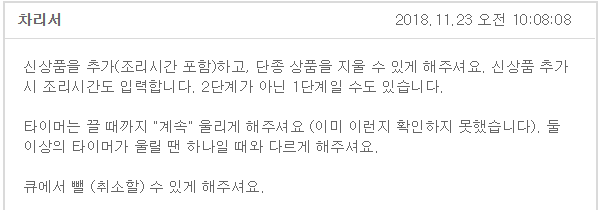 차리서 2018.11.23 오전 10:08:08
신상품을 추가(조리시간 포함)하고, 단종 상품을 지울 수 있게 해주셔요. 신상품 추가
시 조리시간도 입력합니다. 2단계가 아닌 1단계일 수도 있습니다.
타이머는 끌 때까지 "계속" 울리게 해주셔요 (이미 이런지 확인하지 못했습니다). 둘
이상의 타이머가 울릴 땐 하나일 때와 다르게 해주셔요.
큐에서 뺄 (취소할) 수 있게 해주셔요.